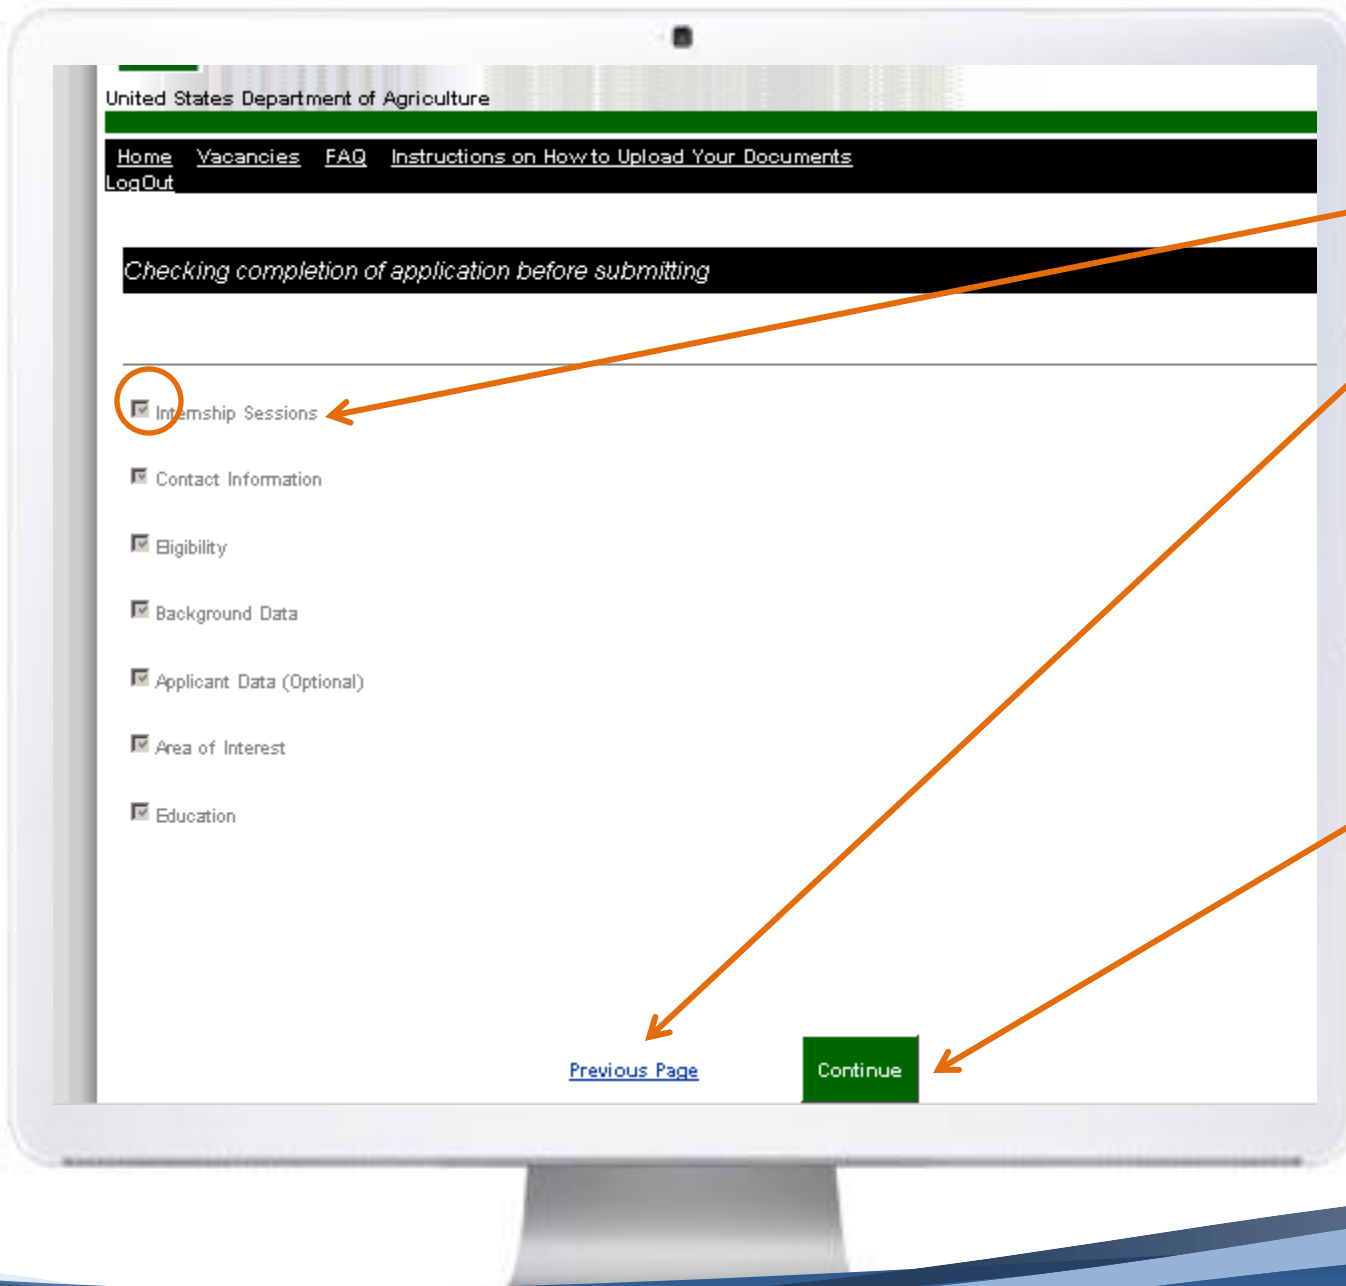 United States Department of Agriculture
Home Vacancies FAQ Instructions on How to Upload Your Documents
LogOut
Checking completion of application before submitting
Internship Sessions
Contact Information
Eligibility
Background Data
Applicant Data (Optional)
Area of Interest
Education
Previous Page Continue